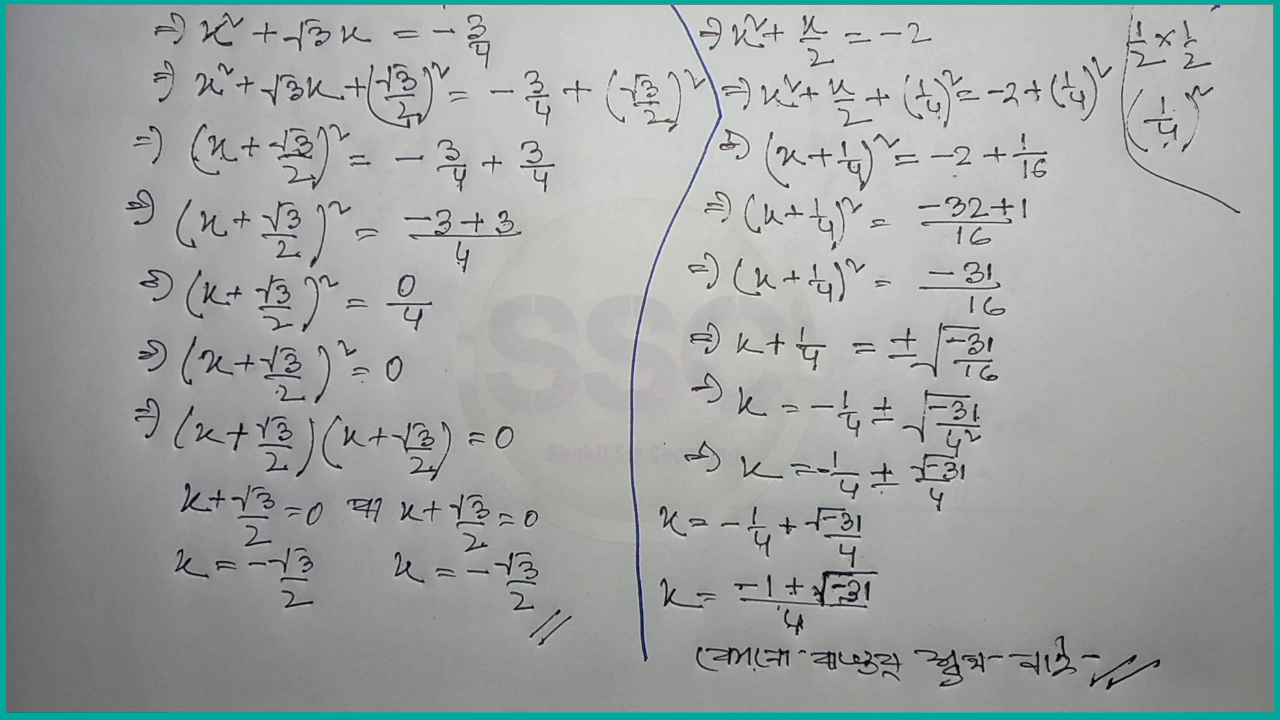 ⇒ x² + √3 x = - 3/4
⇒ x² + √3x + (√3/2)² = - 3/4 + (√3/2)²
⇒ (x + √3/2)² = - 3/4 + 3/4
⇒ (x + √3/2)² = -3+3/4
⇒ (x + √3/2)² = 0/4
⇒ (x + √3/2)² = 0
⇒ (x + √3/2)(x + √3/2) = 0
x + √3/2 = 0 বা x + √3/2 = 0
x = -√3/2 x = -√3/2 //
⇒ x² + x/2 = -2
⇒ x² + x/2 + (1/4)² = -2 + (1/4)²
⇒ (x + 1/4)² = -2 + 1/16
⇒ (x + 1/4)² = -32+1/16
⇒ (x + 1/4)² = -31/16
⇒ x + 1/4 = ± √-31/16
⇒ x = -1/4 ± √-31/4²
⇒ x = -1/4 ± √-31/4
x = -1/4 + √-31/4
x = -1 + √-31/4
কোনো বাস্তব মূল নাই //
1/2 × 1/2
(1/4)²
SSC